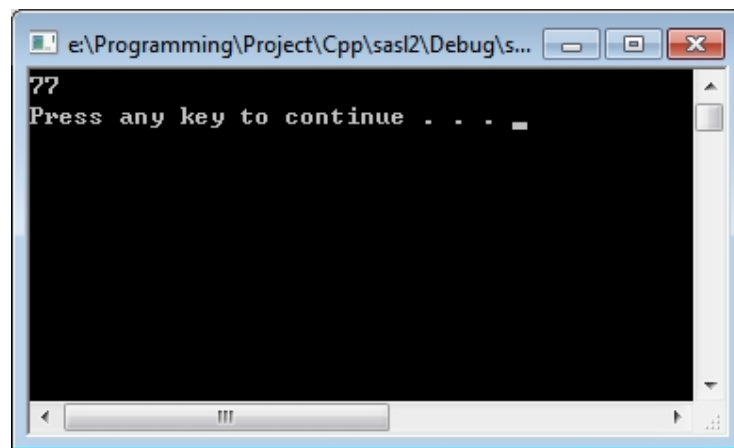 e:\Programming\Project\Cpp\sasl2\Debug\s...
77
Press any key to continue . . . _